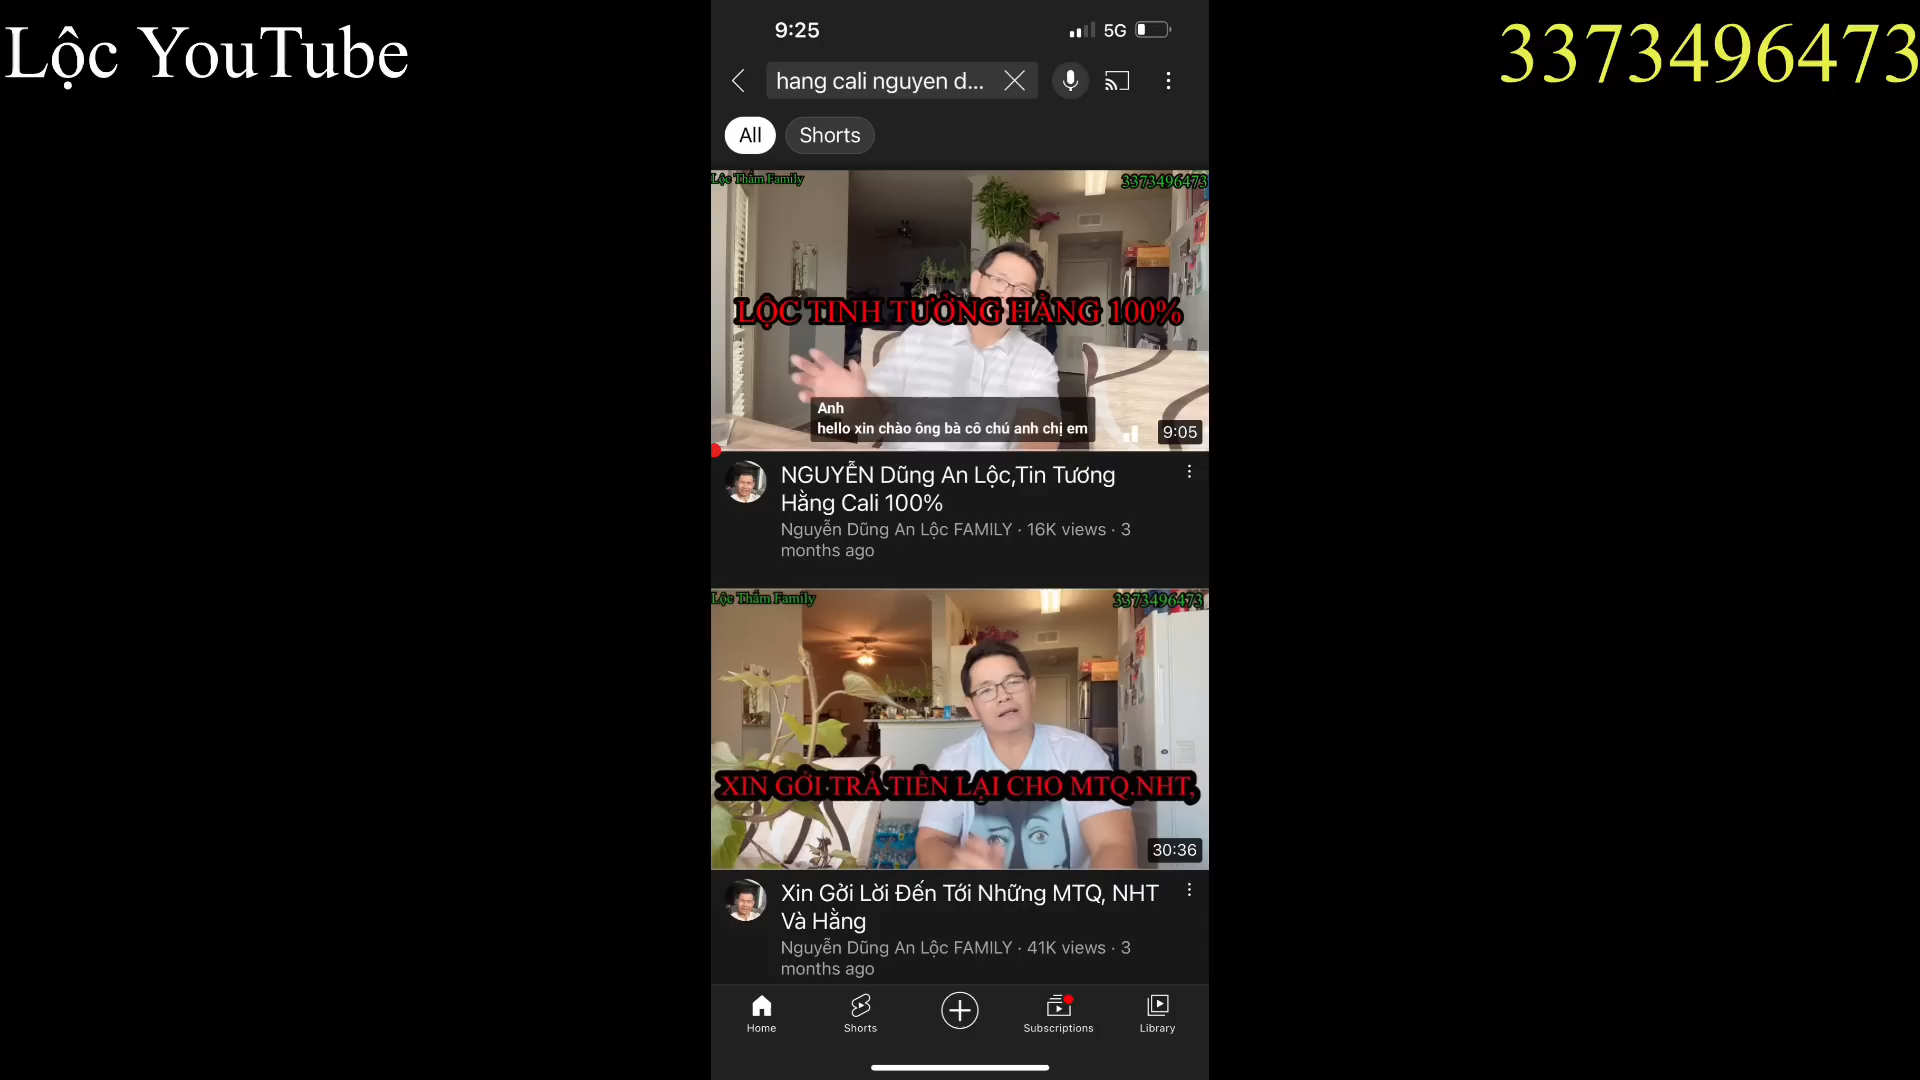 Lộc YouTube
3373496473
9:25
5G
hang cali nguyen d...
All
Shorts
Lộc Thắm Family
3373496473
LỘC TINH TƯỞNG HẰNG 100%
Anh
hello xin chào ông bà cô chú anh chị em
9:05
NGUYỄN Dũng An Lộc,Tin Tương
Hằng Cali 100%
Nguyễn Dũng An Lộc FAMILY · 16K views · 3
months ago
Lộc Thắm Family
3373496473
XIN GỞI TRẢ TIỀN LẠI CHO MTQ,NHT,
30:36
Xin Gởi Lời Đến Tới Những MTQ, NHT
Và Hằng
Nguyễn Dũng An Lộc FAMILY · 41K views · 3
months ago
Home
Shorts
Subscriptions
Library